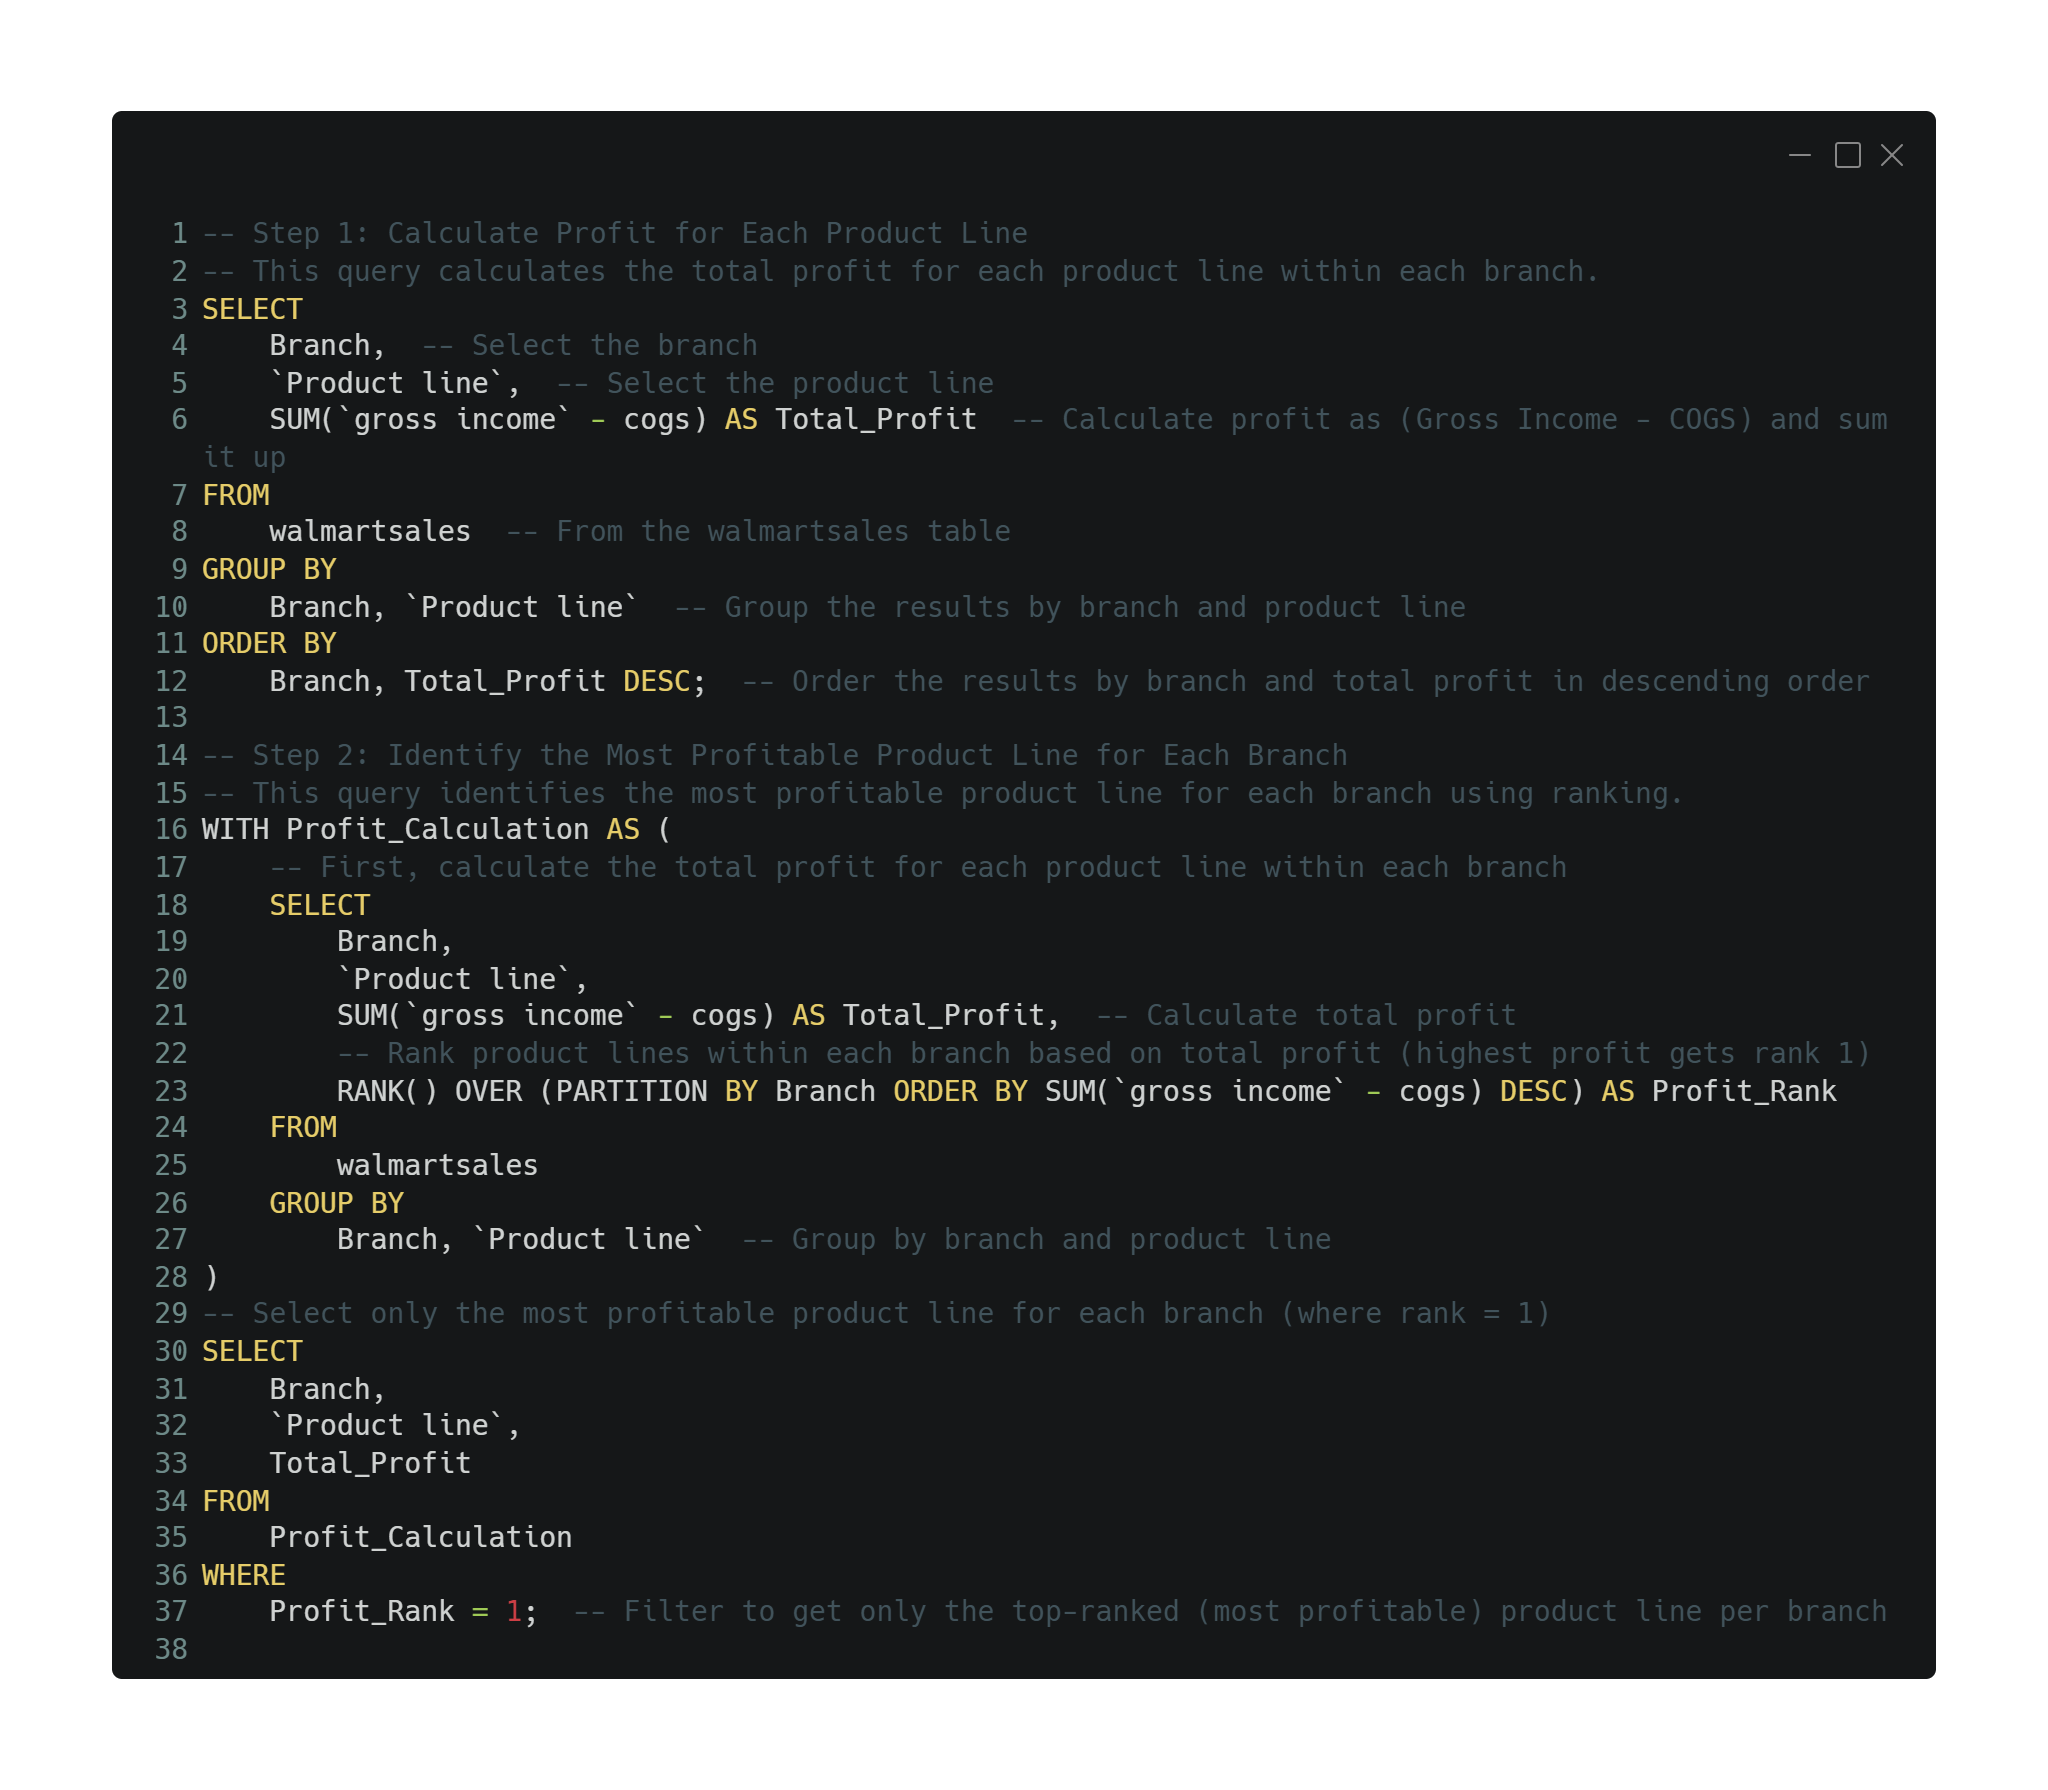 1 -- Step 1: Calculate Profit for Each Product Line
2 -- This query calculates the total profit for each product line within each branch.
3 SELECT
4     Branch,  -- Select the branch
5     `Product line`,  -- Select the product line
6     SUM(`gross income` - cogs) AS Total_Profit  -- Calculate profit as (Gross Income - COGS) and sum
it up
7 FROM
8     walmartsales  -- From the walmartsales table
9 GROUP BY
10     Branch, `Product line`  -- Group the results by branch and product line
11 ORDER BY
12     Branch, Total_Profit DESC;  -- Order the results by branch and total profit in descending order
13
14 -- Step 2: Identify the Most Profitable Product Line for Each Branch
15 -- This query identifies the most profitable product line for each branch using ranking.
16 WITH Profit_Calculation AS (
17     -- First, calculate the total profit for each product line within each branch
18     SELECT
19         Branch,
20         `Product line`,
21         SUM(`gross income` - cogs) AS Total_Profit,  -- Calculate total profit
22         -- Rank product lines within each branch based on total profit (highest profit gets rank 1)
23         RANK() OVER (PARTITION BY Branch ORDER BY SUM(`gross income` - cogs) DESC) AS Profit_Rank
24     FROM
25         walmartsales
26     GROUP BY
27         Branch, `Product line`  -- Group by branch and product line
28 )
29 -- Select only the most profitable product line for each branch (where rank = 1)
30 SELECT
31     Branch,
32     `Product line`,
33     Total_Profit
34 FROM
35     Profit_Calculation
36 WHERE
37     Profit_Rank = 1;  -- Filter to get only the top-ranked (most profitable) product line per branch
38